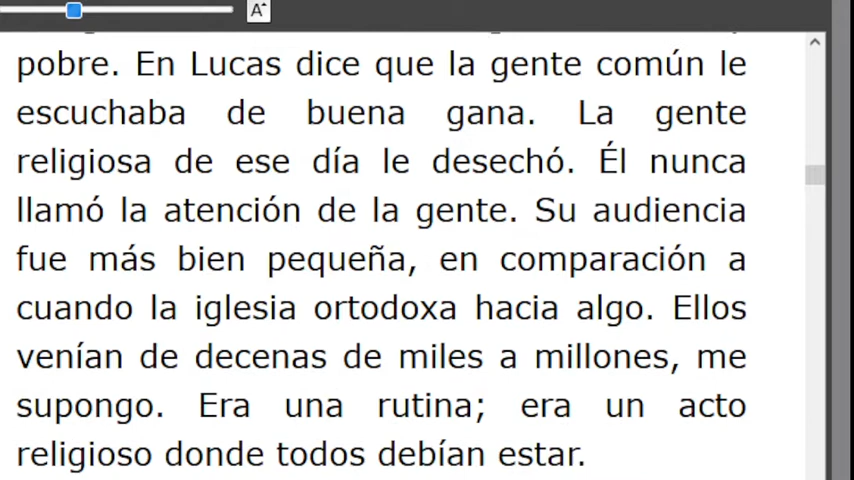 A
pobre. En Lucas dice que la gente común le
escuchaba de buena gana. La gente
religiosa de ese día le desechó. Él nunca
llamó la atención de la gente. Su audiencia
fue más bien pequeña, en comparación a
cuando la iglesia ortodoxa hacia algo. Ellos
venían de decenas de miles a millones, me
supongo. Era una rutina; era un acto
religioso donde todos debían estar.